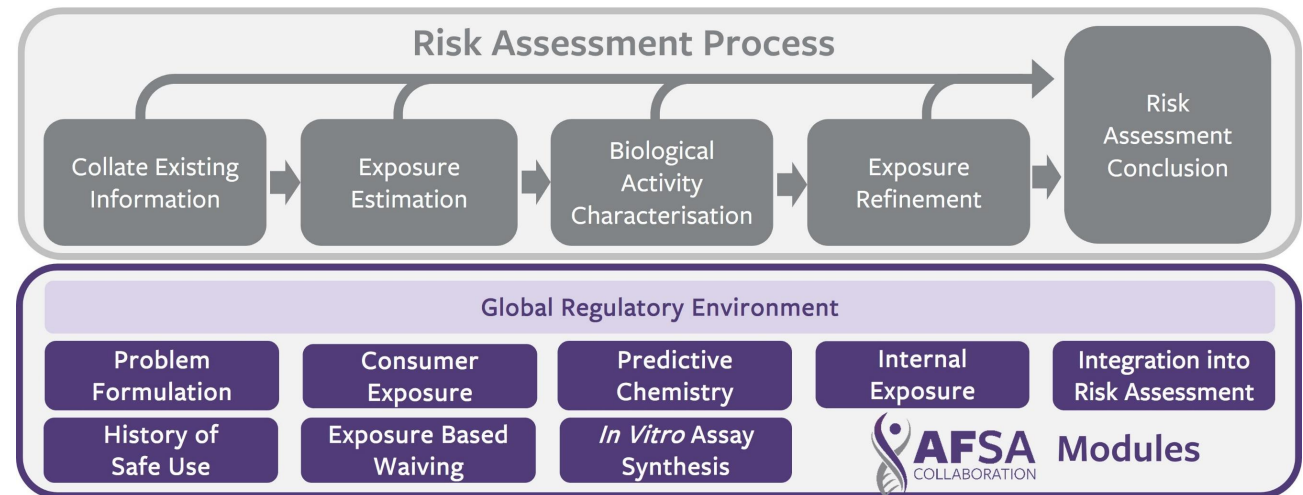 Risk Assessment Process
Collate Existing
Information
Exposure
Estimation
Biological
Activity
Characterisation
Exposure
Refinement
Risk
Assessment
Conclusion
Global Regulatory Environment
Problem
Formulation
Consumer
Exposure
Predictive
Chemistry
Internal
Exposure
Integration into
Risk Assessment
History of
Safe Use
Exposure Based
Waiving
In Vitro Assay
Synthesis
AFSA
COLLABORATION
Modules